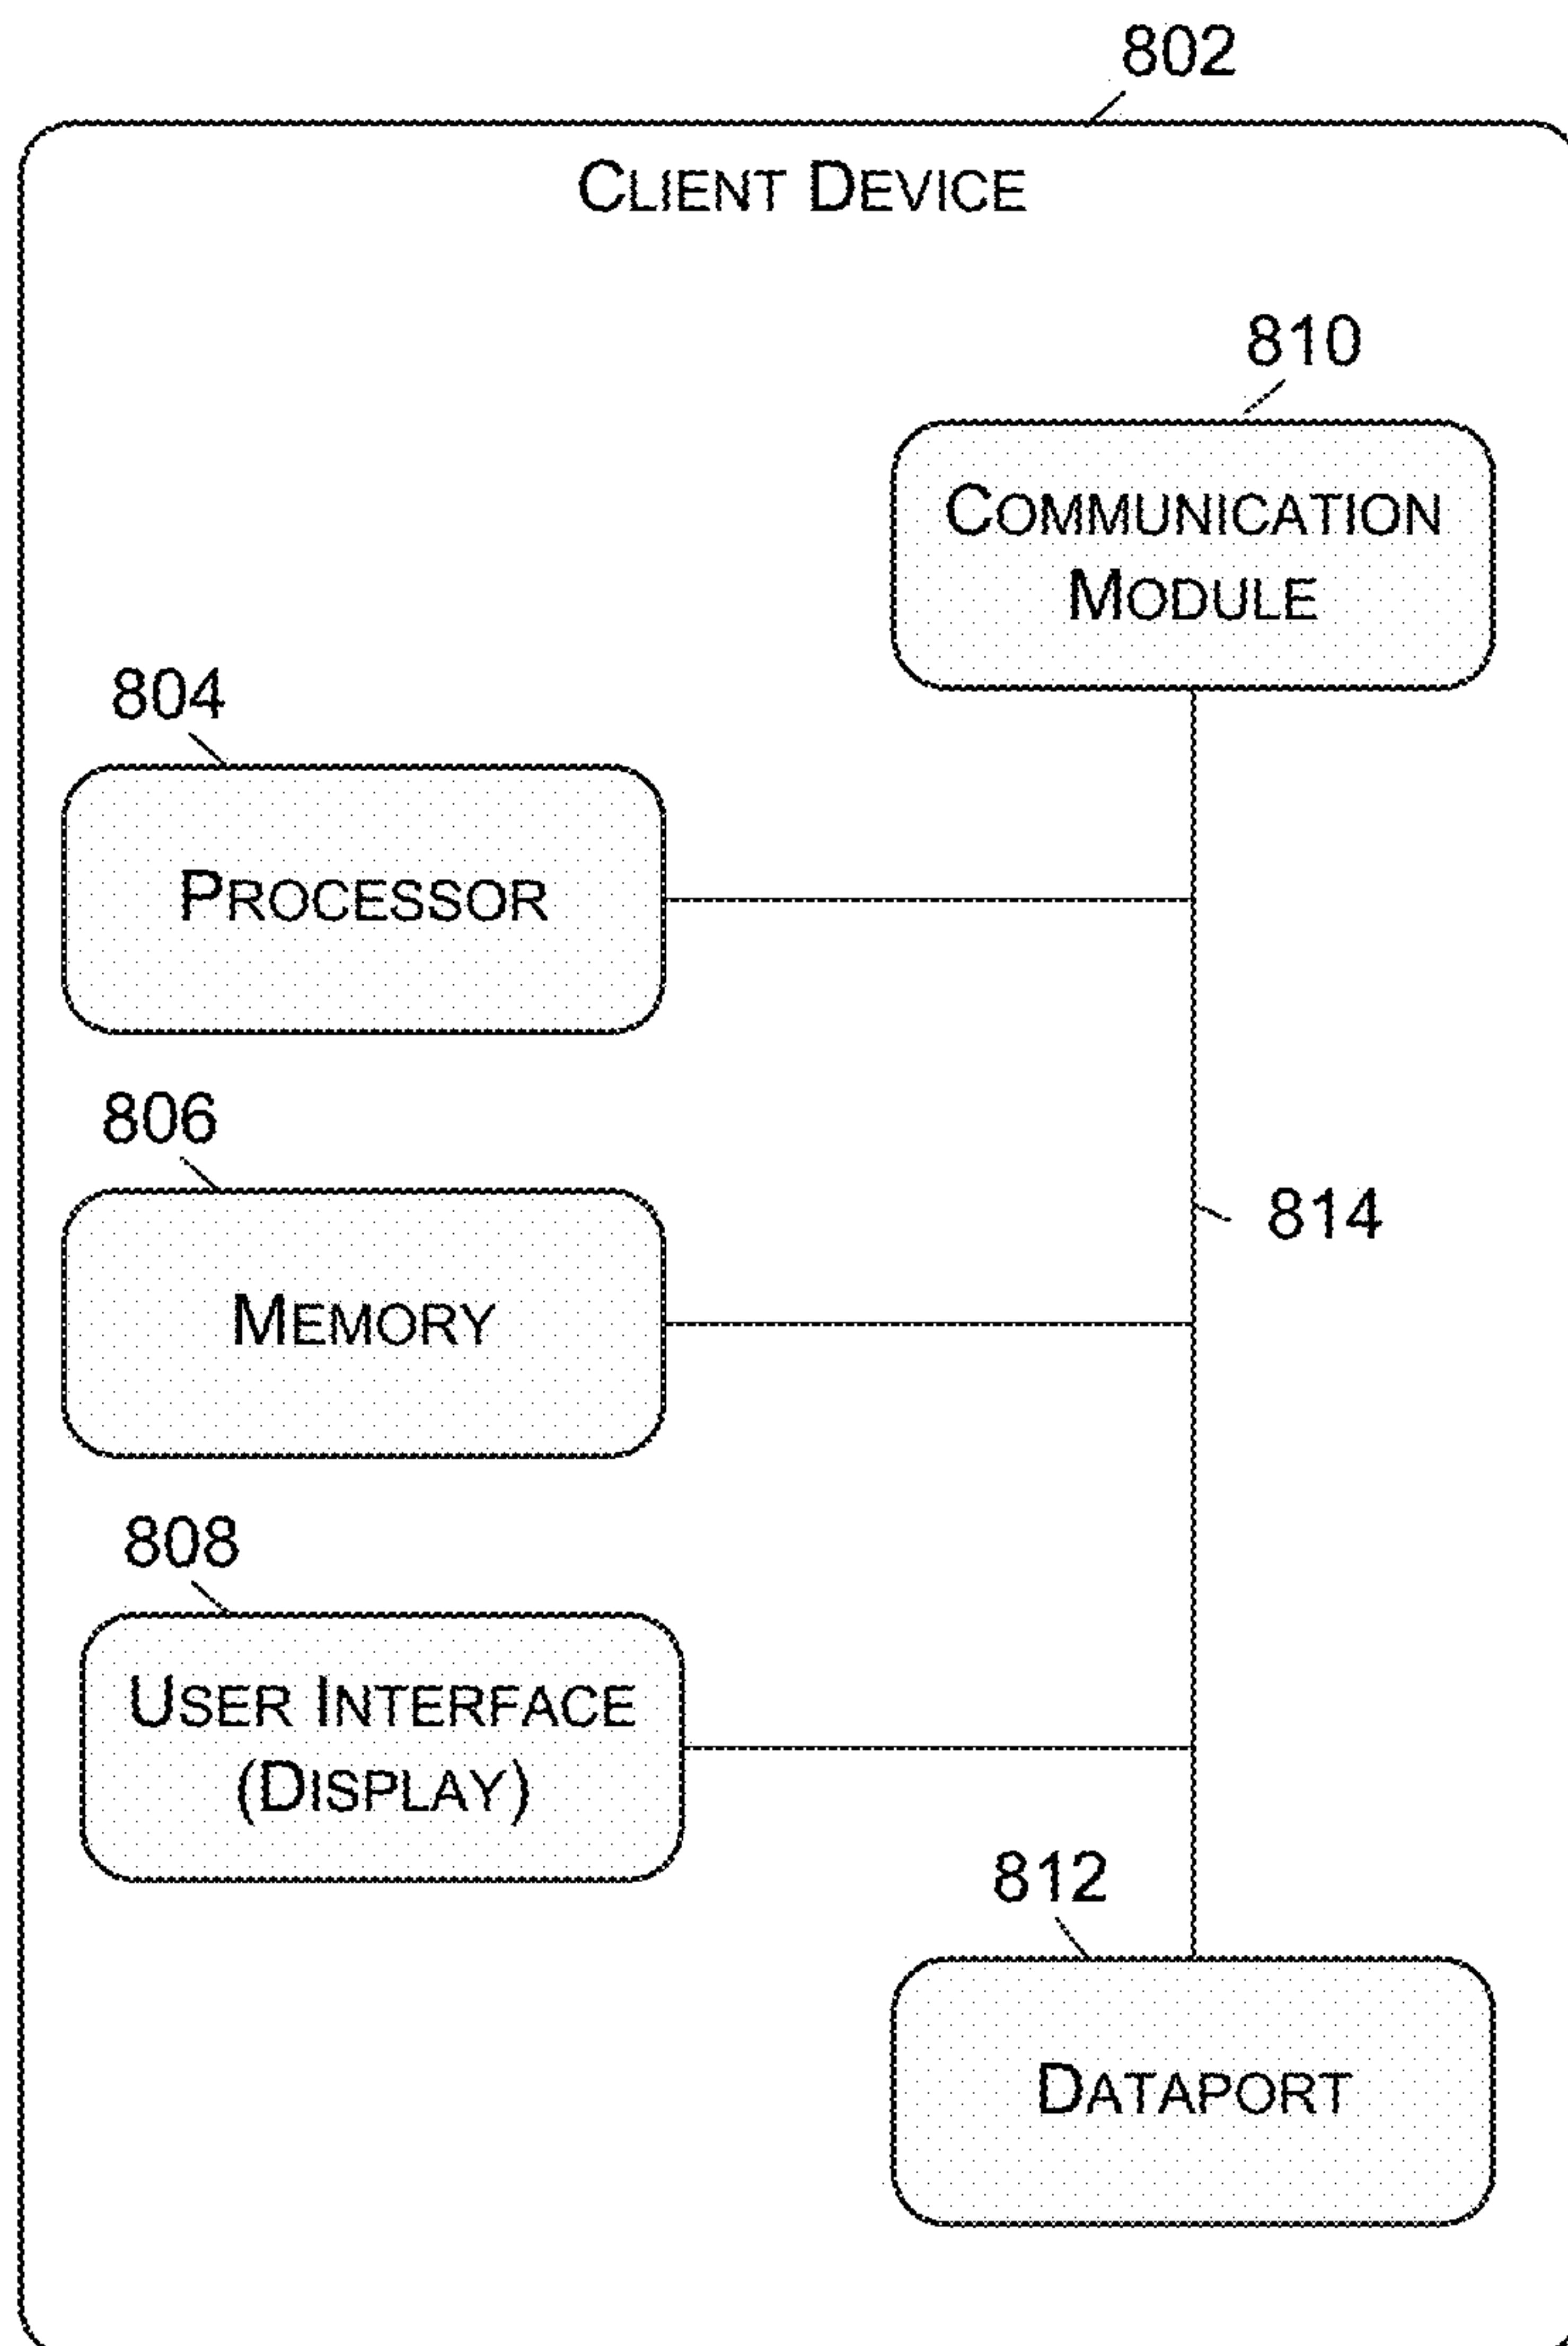 802
CLIENT DEVICE
810
COMMUNICATION
MODULE
804
PROCESSOR
806
MEMORY
814
808
USER INTERFACE
(DISPLAY)
812
DATAPORT